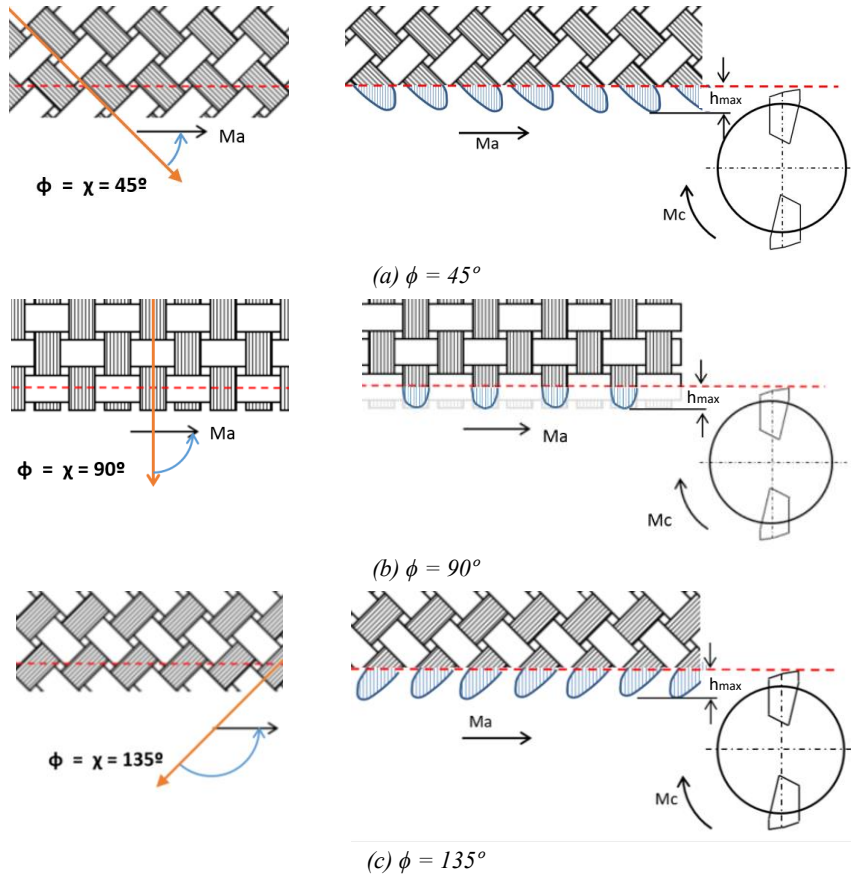 Ma
ϕ = χ = 45º
hmax
Ma
Mc
(a) ϕ = 45º
Ma
ϕ = χ = 90º
hmax
Ma
Mc
(b) ϕ = 90º
ϕ = χ = 135º
hmax
Ma
Mc
(c) ϕ = 135º